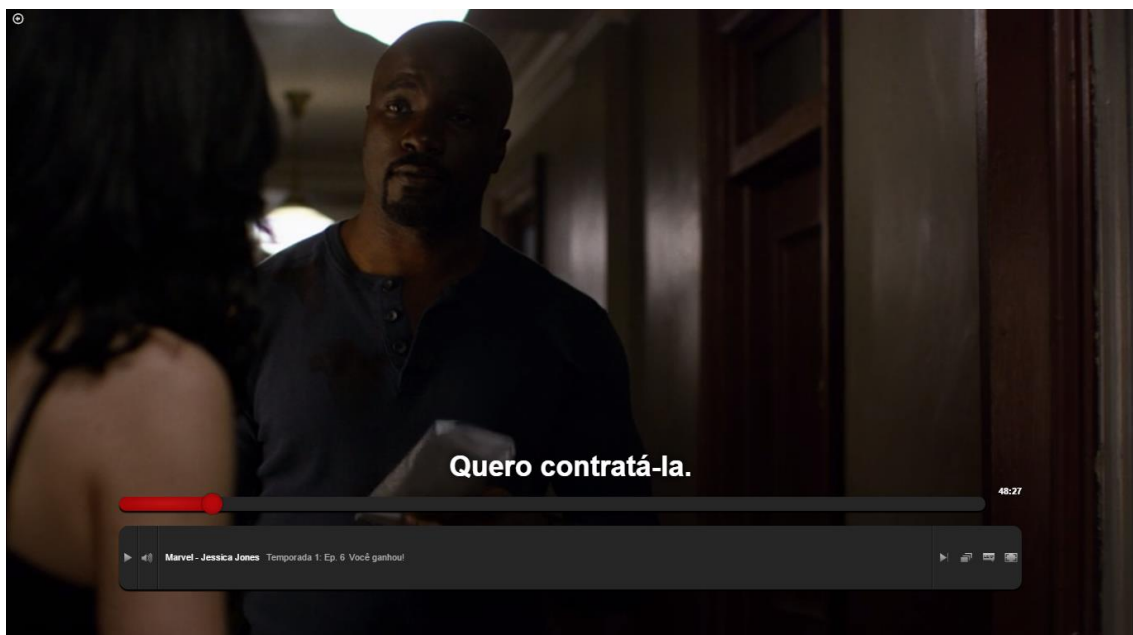 Quero contratá-la.
48:27
Marvel - Jessica Jones Temporada 1: Ep. 6 Você ganhou!